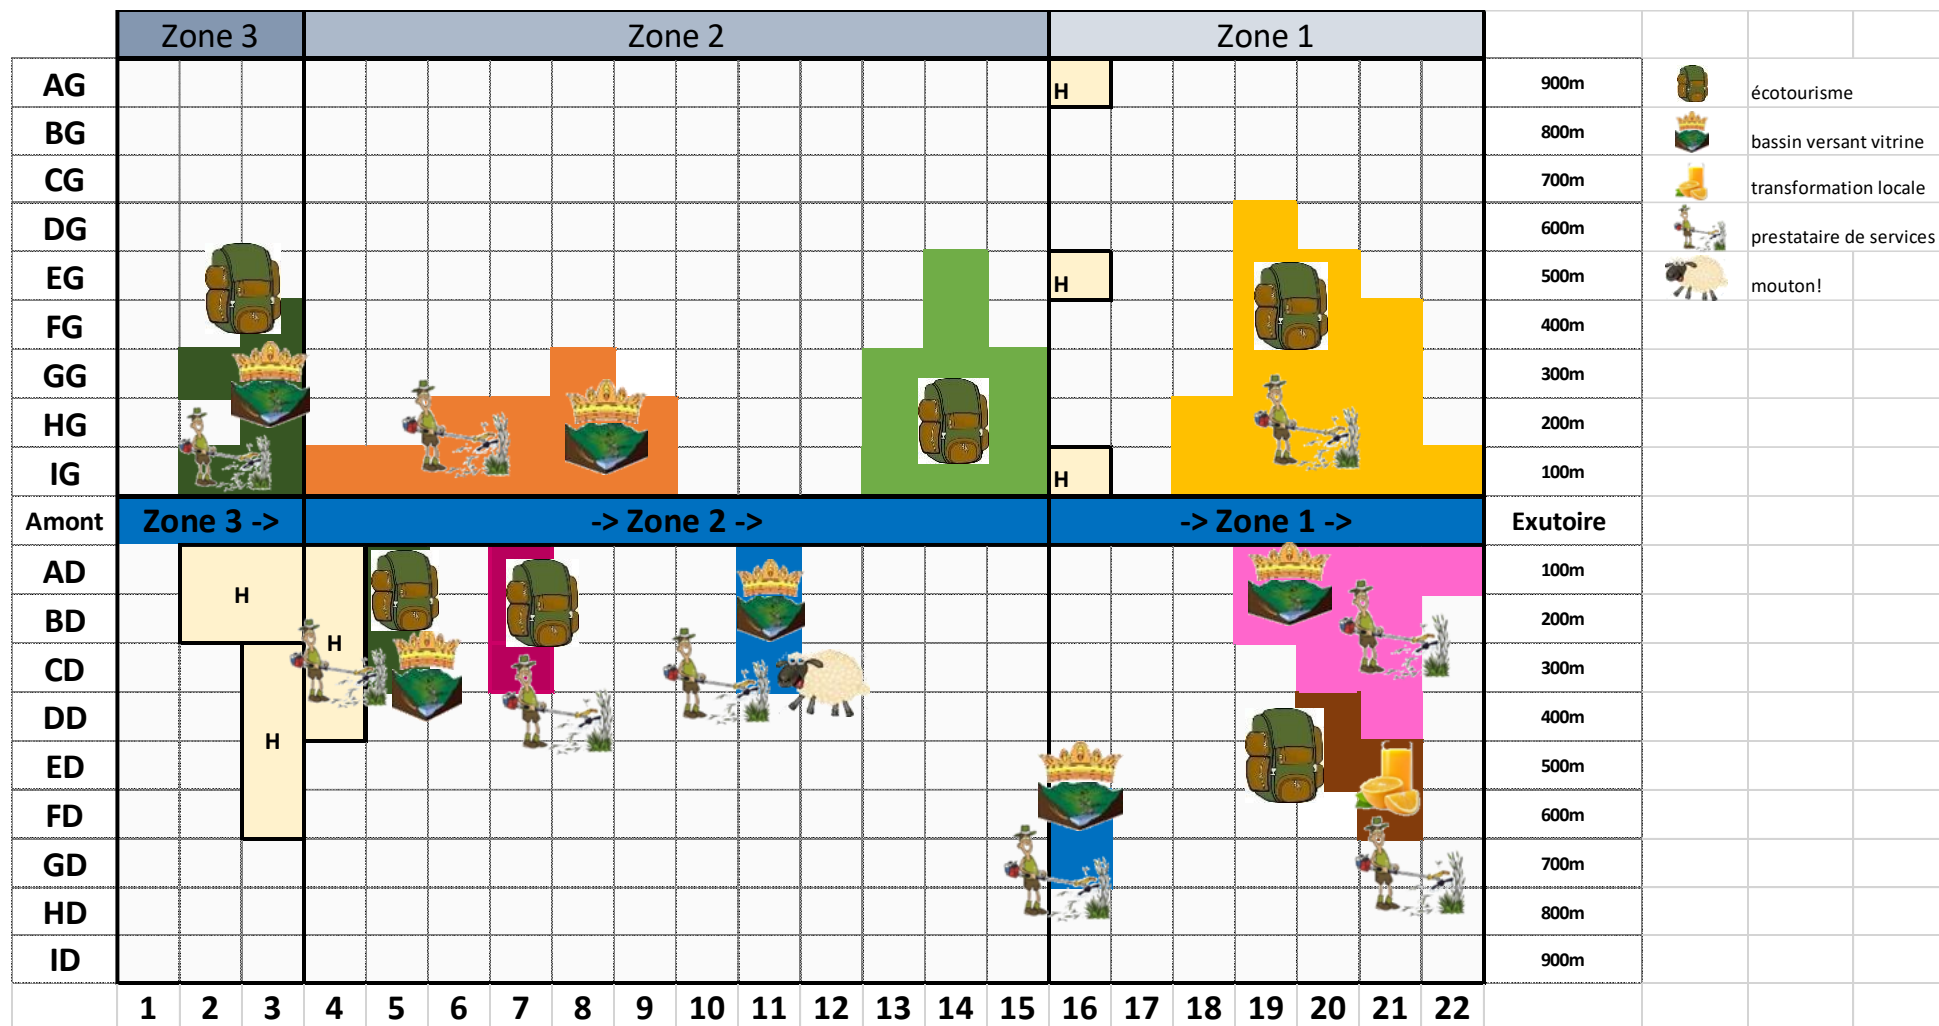 Zone 3 Zone 2 Zone 1
AG H 900m écotourisme
BG 800m bassin versant vitrine
CG 700m transformation locale
DG 600m prestataire de services
EG H 500m mouton!
FG 400m
GG 300m
HG 200m
IG H 100m
Amont Zone 3 -> -> Zone 2 -> -> Zone 1 -> Exutoire
AD 100m
H
BD 200m
H
CD 300m
DD 400m
H
ED 500m
FD 600m
GD 700m
HD 800m
ID 900m
1 2 3 4 5 6 7 8 9 10 11 12 13 14 15 16 17 18 19 20 21 22